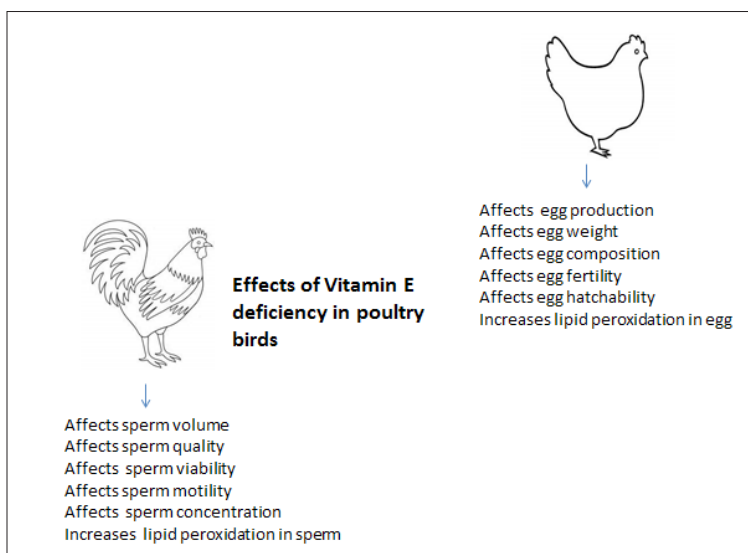 Affects egg production
Affects egg weight
Affects egg composition
Affects egg fertility
Affects egg hatchability
Increases lipid peroxidation in egg
Effects of Vitamin E
deficiency in poultry
birds
Affects sperm volume
Affects sperm quality
Affects sperm viability
Affects sperm motility
Affects sperm concentration
Increases lipid peroxidation in sperm